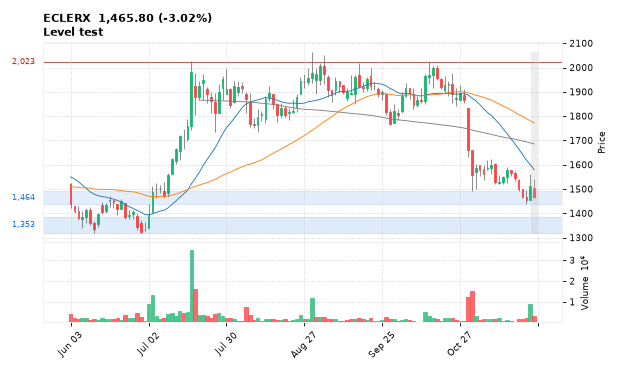 ECLERX 1,465.80 (-3.02%)
Level test
2,023
1,464
1,353
2100
2000
1900
1800
1700
1600
1500
1400
1300
Price
3
2
1
Volume 10⁶
Jun 03
Jul 02
Jul 30
Aug 27
Sep 25
Oct 27